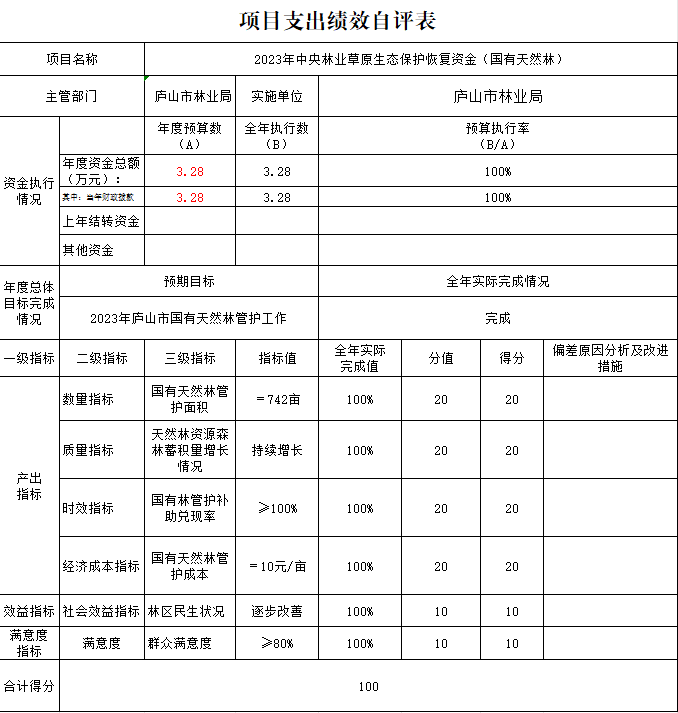 项目支出绩效自评表
项目名称 2023年中央林业草原生态保护恢复资金（国有天然林）
主管部门 庐山市林业局 实施单位 庐山市林业局
资金执行
情况
年度预算数
（A）
全年执行数
（B）
预算执行率
（B/A）
年度资金总额
（万元）： 3.28 3.28 100%
其中：当年财政拨款 3.28 3.28 100%
上年结转资金
其他资金
年度总体
目标完成
情况
预期目标 全年实际完成情况
2023年庐山市国有天然林管护工作 完成
一级指标 二级指标 三级指标 指标值 全年实际
完成值 分值 得分 偏差原因分析及改进
措施
产出
指标
数量指标 国有天然林管
护面积 ＝742亩 100% 20 20
质量指标 天然林资源森
林蓄积量增长
情况 持续增长 100% 20 20
时效指标 国有林管护补
助兑现率 ≥100% 100% 20 20
经济成本指标 国有天然林管
护成本 ＝10元/亩 100% 20 20
效益指标 社会效益指标 林区民生状况 逐步改善 100% 10 10
满意度
指标 满意度 群众满意度 ≥80% 100% 10 10
合计得分 100